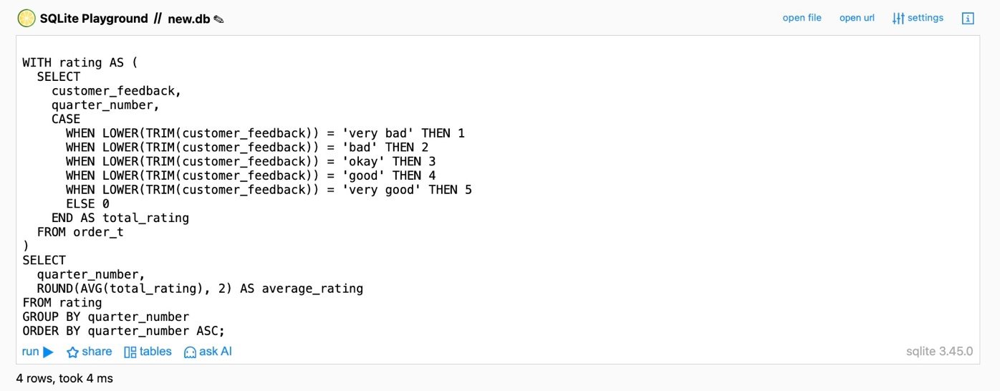 SQLite Playground // new.db ✎
open file open url settings i
WITH rating AS (
  SELECT
    customer_feedback,
    quarter_number,
    CASE
      WHEN LOWER(TRIM(customer_feedback)) = 'very bad' THEN 1
      WHEN LOWER(TRIM(customer_feedback)) = 'bad' THEN 2
      WHEN LOWER(TRIM(customer_feedback)) = 'okay' THEN 3
      WHEN LOWER(TRIM(customer_feedback)) = 'good' THEN 4
      WHEN LOWER(TRIM(customer_feedback)) = 'very good' THEN 5
      ELSE 0
    END AS total_rating
  FROM order_t
)
SELECT
  quarter_number,
  ROUND(AVG(total_rating), 2) AS average_rating
FROM rating
GROUP BY quarter_number
ORDER BY quarter_number ASC;
run share tables ask AI sqlite 3.45.0
4 rows, took 4 ms